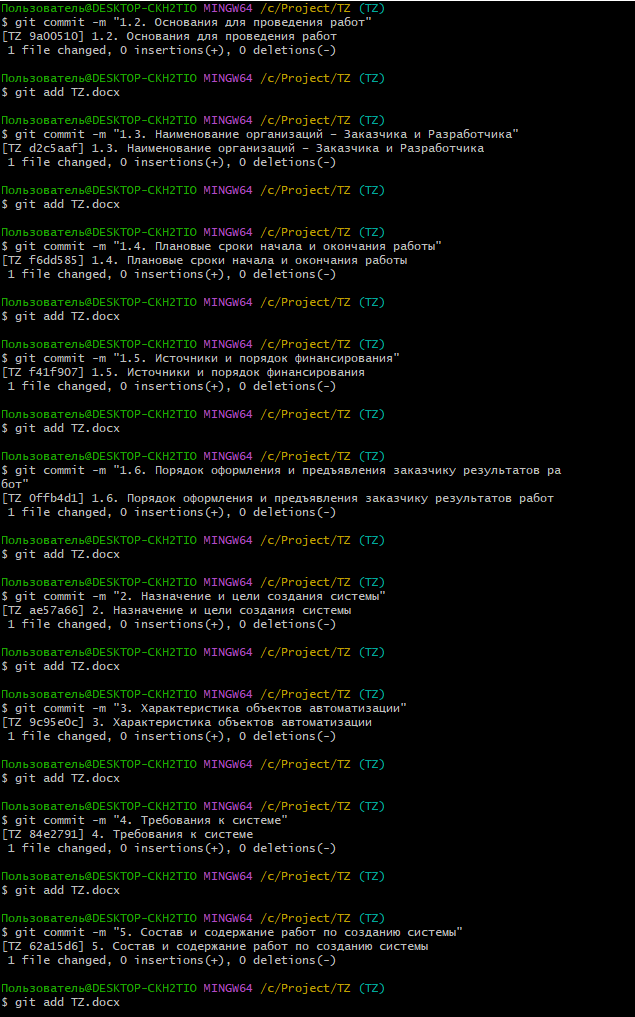 Пользователь@DESKTOP-CKH2TIO MINGW64 /c/Project/TZ (TZ)
$ git commit -m "1.2. Основания для проведения работ"
[TZ 9a00510] 1.2. Основания для проведения работ
1 file changed, 0 insertions(+), 0 deletions(-)
Пользователь@DESKTOP-CKH2TIO MINGW64 /c/Project/TZ (TZ)
$ git add TZ.docx
Пользователь@DESKTOP-CKH2TIO MINGW64 /c/Project/TZ (TZ)
$ git commit -m "1.3. Наименование организаций – Заказчика и Разработчика"
[TZ d2c5aaf] 1.3. Наименование организаций – Заказчика и Разработчика
1 file changed, 0 insertions(+), 0 deletions(-)
Пользователь@DESKTOP-CKH2TIO MINGW64 /c/Project/TZ (TZ)
$ git add TZ.docx
Пользователь@DESKTOP-CKH2TIO MINGW64 /c/Project/TZ (TZ)
$ git commit -m "1.4. Плановые сроки начала и окончания работы"
[TZ f6dd585] 1.4. Плановые сроки начала и окончания работы
1 file changed, 0 insertions(+), 0 deletions(-)
Пользователь@DESKTOP-CKH2TIO MINGW64 /c/Project/TZ (TZ)
$ git add TZ.docx
Пользователь@DESKTOP-CKH2TIO MINGW64 /c/Project/TZ (TZ)
$ git commit -m "1.5. Источники и порядок финансирования"
[TZ f41f907] 1.5. Источники и порядок финансирования
1 file changed, 0 insertions(+), 0 deletions(-)
Пользователь@DESKTOP-CKH2TIO MINGW64 /c/Project/TZ (TZ)
$ git add TZ.docx
Пользователь@DESKTOP-CKH2TIO MINGW64 /c/Project/TZ (TZ)
$ git commit -m "1.6. Порядок оформления и предъявления заказчику результатов ра
бот"
[TZ 0ffb4d1] 1.6. Порядок оформления и предъявления заказчику результатов работ
1 file changed, 0 insertions(+), 0 deletions(-)
Пользователь@DESKTOP-CKH2TIO MINGW64 /c/Project/TZ (TZ)
$ git add TZ.docx
Пользователь@DESKTOP-CKH2TIO MINGW64 /c/Project/TZ (TZ)
$ git commit -m "2. Назначение и цели создания системы"
[TZ ae57a66] 2. Назначение и цели создания системы
1 file changed, 0 insertions(+), 0 deletions(-)
Пользователь@DESKTOP-CKH2TIO MINGW64 /c/Project/TZ (TZ)
$ git add TZ.docx
Пользователь@DESKTOP-CKH2TIO MINGW64 /c/Project/TZ (TZ)
$ git commit -m "3. Характеристика объектов автоматизации"
[TZ 9c95e0c] 3. Характеристика объектов автоматизации
1 file changed, 0 insertions(+), 0 deletions(-)
Пользователь@DESKTOP-CKH2TIO MINGW64 /c/Project/TZ (TZ)
$ git add TZ.docx
Пользователь@DESKTOP-CKH2TIO MINGW64 /c/Project/TZ (TZ)
$ git commit -m "4. Требования к системе"
[TZ 84e2791] 4. Требования к системе
1 file changed, 0 insertions(+), 0 deletions(-)
Пользователь@DESKTOP-CKH2TIO MINGW64 /c/Project/TZ (TZ)
$ git add TZ.docx
Пользователь@DESKTOP-CKH2TIO MINGW64 /c/Project/TZ (TZ)
$ git commit -m "5. Состав и содержание работ по созданию системы"
[TZ 62a15d6] 5. Состав и содержание работ по созданию системы
1 file changed, 0 insertions(+), 0 deletions(-)
Пользователь@DESKTOP-CKH2TIO MINGW64 /c/Project/TZ (TZ)
$ git add TZ.docx